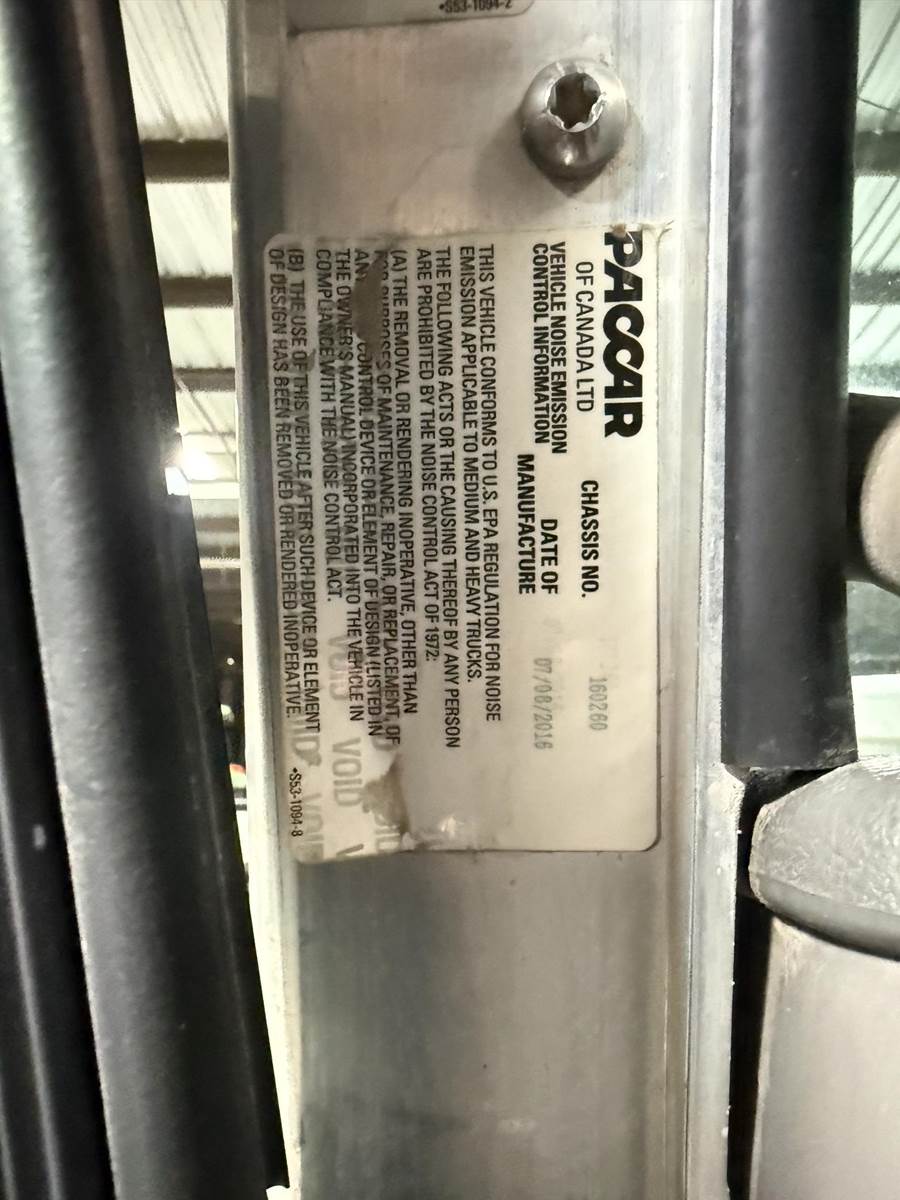 •S53-1094-2
PACCAR
OF CANADA LTD
CHASSIS NO. 160260
VEHICLE NOISE EMISSION
CONTROL INFORMATION
DATE OF
MANUFACTURE
07/08/2016
THIS VEHICLE CONFORMS TO U.S. EPA REGULATION FOR NOISE
EMISSION APPLICABLE TO MEDIUM AND HEAVY TRUCKS.
THE FOLLOWING ACTS OR THE CAUSING THEREOF BY ANY PERSON
ARE PROHIBITED BY THE NOISE CONTROL ACT OF 1972:
(A) THE REMOVAL OR RENDERING INOPERATIVE, OTHER THAN
FOR PURPOSES OF MAINTENANCE, REPAIR, OR REPLACEMENT, OF
ANY CONTROL DEVICE OR ELEMENT OF DESIGN (LISTED IN
THE OWNER'S MANUAL) INCORPORATED INTO THE VEHICLE IN
COMPLIANCE WITH THE NOISE CONTROL ACT.
(B) THE USE OF THIS VEHICLE AFTER SUCH DEVICE OR ELEMENT
OF DESIGN HAS BEEN REMOVED OR RENDERED INOPERATIVE.
•S53-1094-8
VOID VOID
VOID